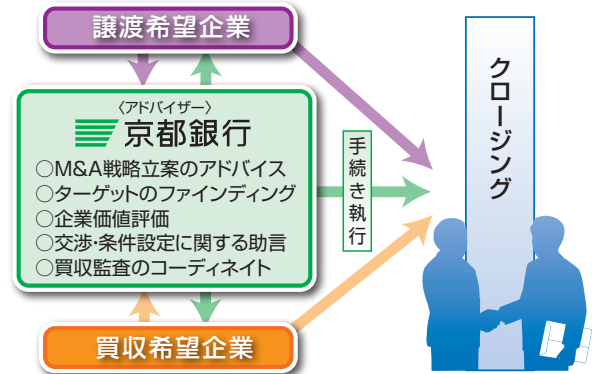 譲渡希望企業
〈アドバイザー〉
京都銀行
○M&A戦略立案のアドバイス
○ターゲットのファインディング
○企業価値評価
○交渉・条件設定に関する助言
○買収監査のコーディネイト
買収希望企業
手続き執行
クロージング